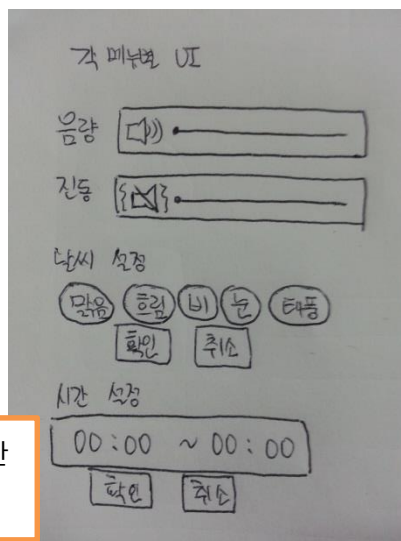 각 메뉴별 UI
음량
진동
날씨 설정
맑음 흐림 비 눈 태풍
확인 취소
시간 설정
00:00 ~ 00:00
확인 취소